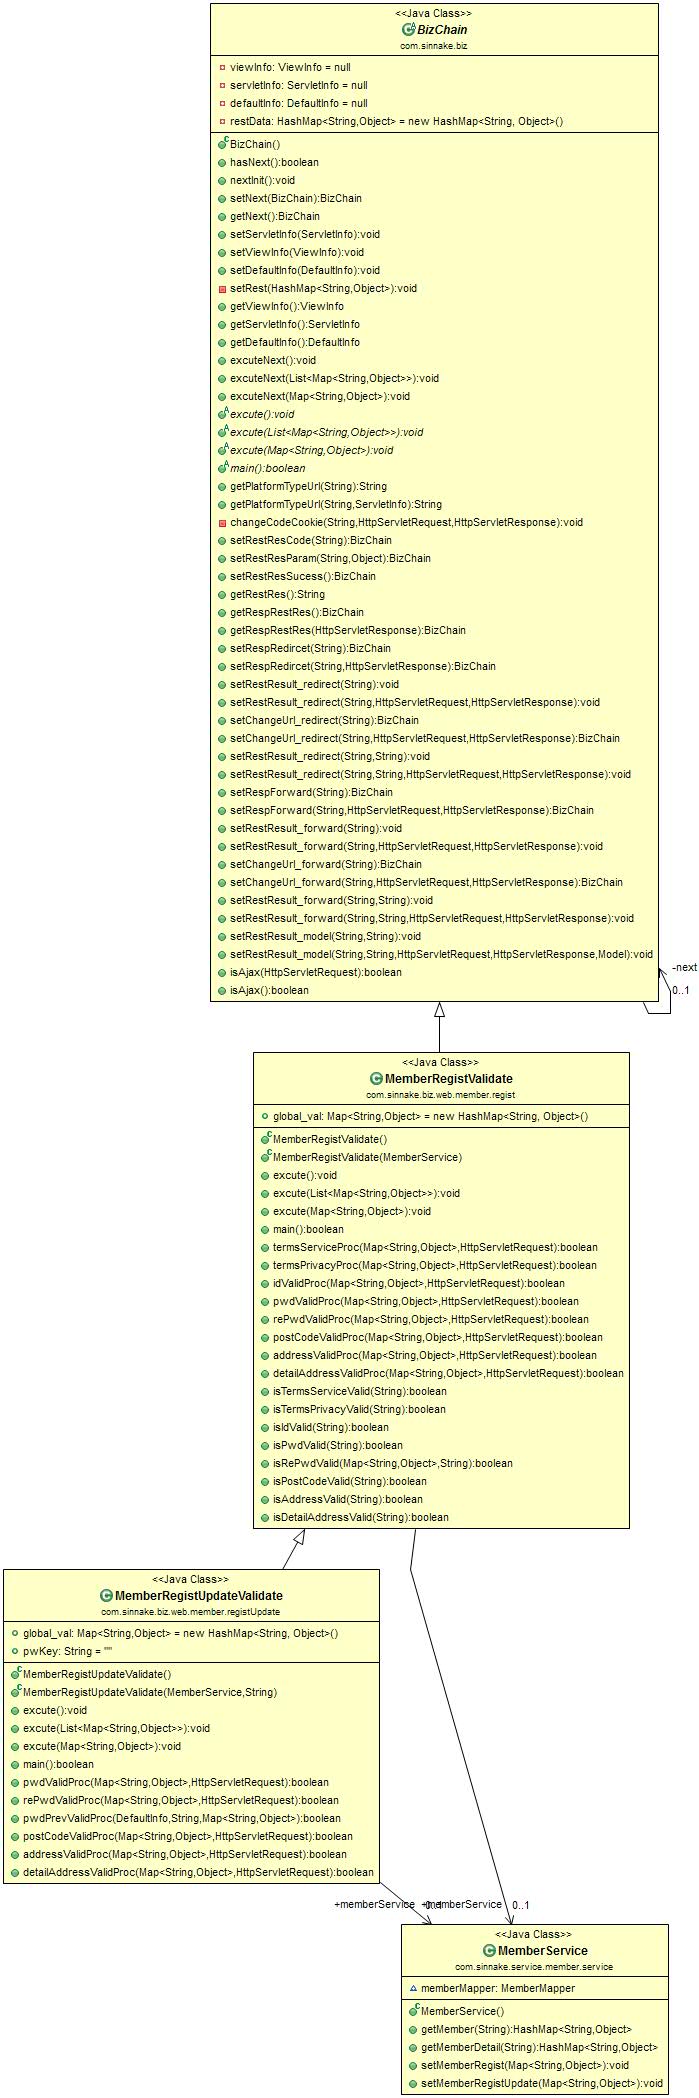 <<Java Class>>
BizChain
com.sinnake.biz
viewInfo: ViewInfo = null
servletInfo: ServletInfo = null
defaultInfo: DefaultInfo = null
restData: HashMap<String,Object> = new HashMap<String, Object>()
BizChain()
hasNext():boolean
nextInit():void
setNext(BizChain):BizChain
getNext():BizChain
setServletInfo(ServletInfo):void
setViewInfo(ViewInfo):void
setDefaultInfo(DefaultInfo):void
setRest(HashMap<String,Object>):void
getViewInfo():ViewInfo
getServletInfo():ServletInfo
getDefaultInfo():DefaultInfo
excuteNext():void
excuteNext(List<Map<String,Object>>):void
excuteNext(Map<String,Object>):void
excute():void
excute(List<Map<String,Object>>):void
excute(Map<String,Object>):void
main():boolean
getPlatformTypeUrl(String):String
getPlatformTypeUrl(String,ServletInfo):String
changeCodeCookie(String,HttpServletRequest,HttpServletResponse):void
setRestResCode(String):BizChain
setRestResParam(String,Object):BizChain
setRestResSucess():BizChain
getRestRes():String
getRespRestRes():BizChain
getRespRestRes(HttpServletResponse):BizChain
setRespRedircet(String):BizChain
setRespRedircet(String,HttpServletResponse):BizChain
setRestResult_redirect(String):void
setRestResult_redirect(String,HttpServletRequest,HttpServletResponse):void
setChangeUrl_redirect(String):BizChain
setChangeUrl_redirect(String,HttpServletRequest,HttpServletResponse):BizChain
setRestResult_redirect(String,String):void
setRestResult_redirect(String,String,HttpServletRequest,HttpServletResponse):void
setRespForward(String):BizChain
setRespForward(String,HttpServletRequest,HttpServletResponse):BizChain
setRestResult_forward(String):void
setRestResult_forward(String,HttpServletRequest,HttpServletResponse):void
setChangeUrl_forward(String):BizChain
setChangeUrl_forward(String,HttpServletRequest,HttpServletResponse):BizChain
setRestResult_forward(String,String):void
setRestResult_forward(String,String,HttpServletRequest,HttpServletResponse):void
setRestResult_model(String,String):void
setRestResult_model(String,String,HttpServletRequest,HttpServletResponse,Model):void
isAjax(HttpServletRequest):boolean
isAjax():boolean
-next
0..1
<<Java Class>>
MemberRegistValidate
com.sinnake.biz.web.member.regist
global_val: Map<String,Object> = new HashMap<String, Object>()
MemberRegistValidate()
MemberRegistValidate(MemberService)
excute():void
excute(List<Map<String,Object>>):void
excute(Map<String,Object>):void
main():boolean
termsServiceProc(Map<String,Object>,HttpServletRequest):boolean
termsPrivacyProc(Map<String,Object>,HttpServletRequest):boolean
idValidProc(Map<String,Object>,HttpServletRequest):boolean
pwdValidProc(Map<String,Object>,HttpServletRequest):boolean
rePwdValidProc(Map<String,Object>,HttpServletRequest):boolean
postCodeValidProc(Map<String,Object>,HttpServletRequest):boolean
addressValidProc(Map<String,Object>,HttpServletRequest):boolean
detailAddressValidProc(Map<String,Object>,HttpServletRequest):boolean
isTermsServiceValid(String):boolean
isTermsPrivacyValid(String):boolean
isIdValid(String):boolean
isPwdValid(String):boolean
isRePwdValid(Map<String,Object>,String):boolean
isPostCodeValid(String):boolean
isAddressValid(String):boolean
isDetailAddressValid(String):boolean
<<Java Class>>
MemberRegistUpdateValidate
com.sinnake.biz.web.member.registUpdate
global_val: Map<String,Object> = new HashMap<String, Object>()
pwKey: String = ""
MemberRegistUpdateValidate()
MemberRegistUpdateValidate(MemberService,String)
excute():void
excute(List<Map<String,Object>>):void
excute(Map<String,Object>):void
main():boolean
pwdValidProc(Map<String,Object>,HttpServletRequest):boolean
rePwdValidProc(Map<String,Object>,HttpServletRequest):boolean
pwdPrevValidProc(DefaultInfo,String,Map<String,Object>):boolean
postCodeValidProc(Map<String,Object>,HttpServletRequest):boolean
addressValidProc(Map<String,Object>,HttpServletRequest):boolean
detailAddressValidProc(Map<String,Object>,HttpServletRequest):boolean
+memberService 0..1 +memberService 0..1
<<Java Class>>
MemberService
com.sinnake.service.member.service
memberMapper: MemberMapper
MemberService()
getMember(String):HashMap<String,Object>
getMemberDetail(String):HashMap<String,Object>
setMemberRegist(Map<String,Object>):void
setMemberRegistUpdate(Map<String,Object>):void